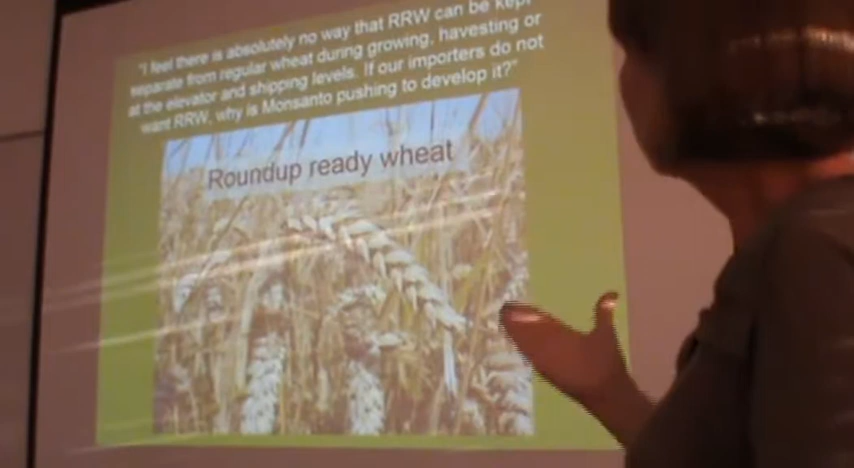 "I feel there is absolutely no way that RRW can be kept
separate from regular wheat during growing, havesting or
at the elevator and shipping levels. If our importers do not
want RRW, why is Monsanto pushing to develop it?"
Roundup ready wheat